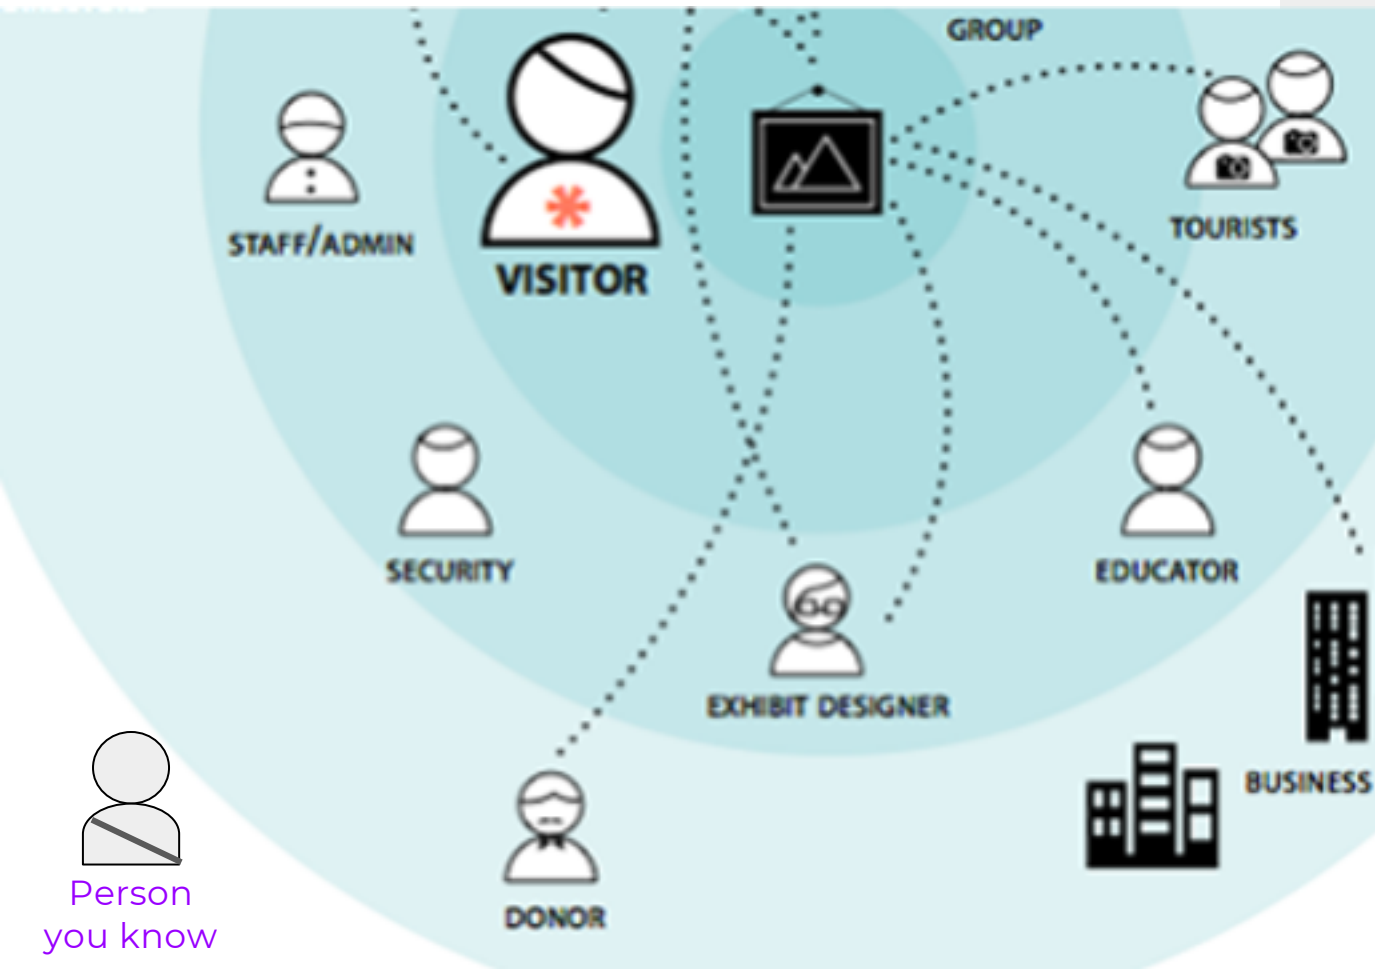 GROUP
STAFF/ADMIN
VISITOR
TOURISTS
SECURITY
EDUCATOR
EXHIBIT DESIGNER
BUSINESS
DONOR
Person
you know